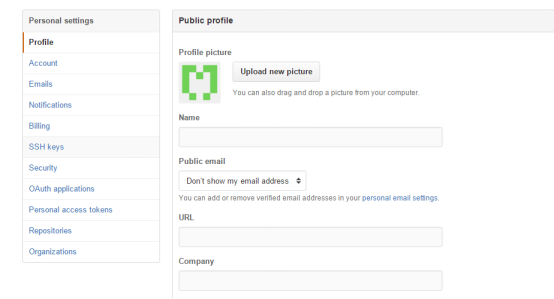 Personal settings
Profile
Account
Emails
Notifications
Billing
SSH keys
Security
OAuth applications
Personal access tokens
Repositories
Organizations
Public profile
Profile picture
Upload new picture
You can also drag and drop a picture from your computer.
Name
Public email
Don't show my email address
You can add or remove verified email addresses in your personal email settings.
URL
Company